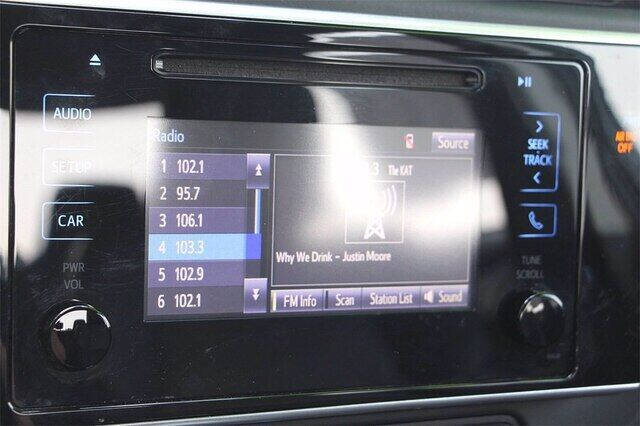 AUDIO
SETUP
CAR
PWR
VOL
Radio
Source
1 102.1
2 95.7
3 106.1
4 103.3
5 102.9
6 102.1
.3 The KAT
Why We Drink - Justin Moore
FM Info
Scan
Station List
Sound
SEEK
TRACK
TUNE
SCROLL
OFF